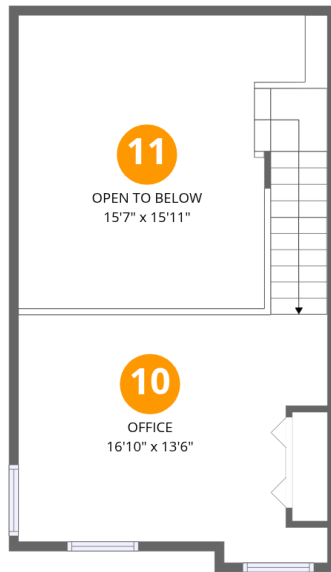 11
OPEN TO BELOW
15'7" x 15'11"
10
OFFICE
16'10" x 13'6"